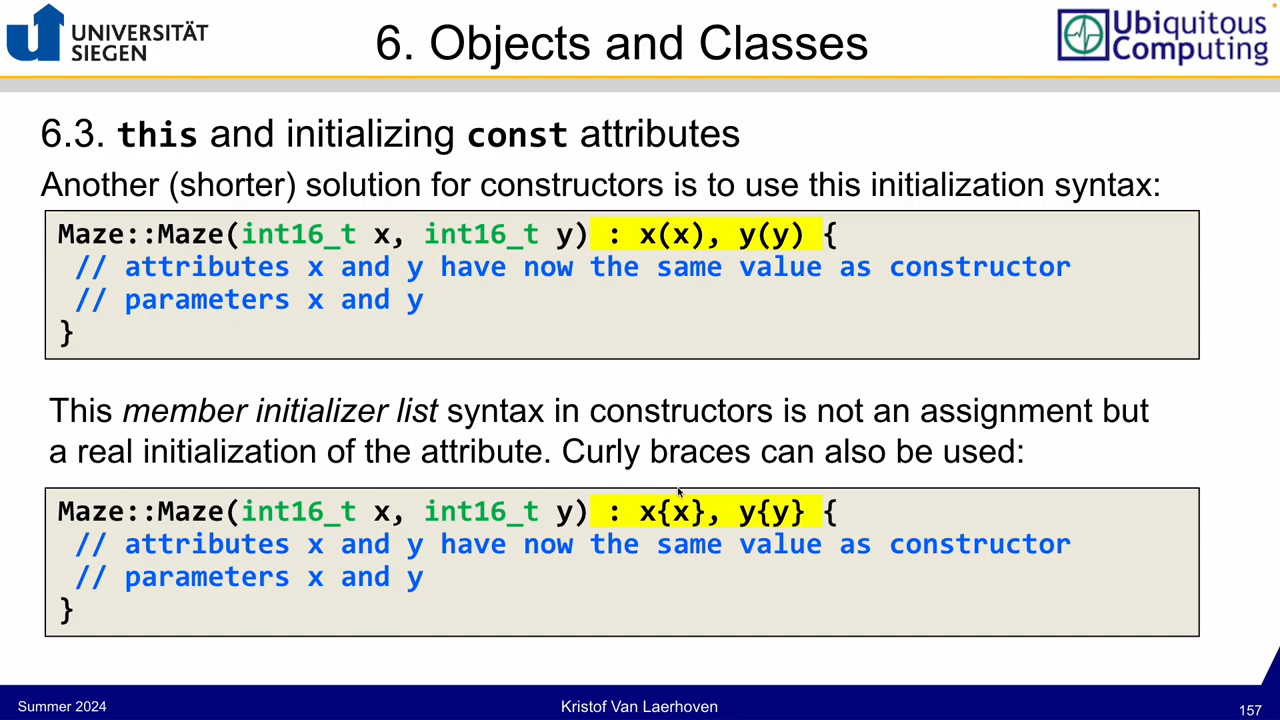 UNIVERSITÄT
SIEGEN
6. Objects and Classes
Ubiquitous
Computing
6.3. this and initializing const attributes
Another (shorter) solution for constructors is to use this initialization syntax:
Maze::Maze(int16_t x, int16_t y) : x(x), y(y) {
// attributes x and y have now the same value as constructor
// parameters x and y
}
This member initializer list syntax in constructors is not an assignment but
a real initialization of the attribute. Curly braces can also be used:
Maze::Maze(int16_t x, int16_t y) : x{x}, y{y} {
// attributes x and y have now the same value as constructor
// parameters x and y
}
Summer 2024
Kristof Van Laerhoven
157